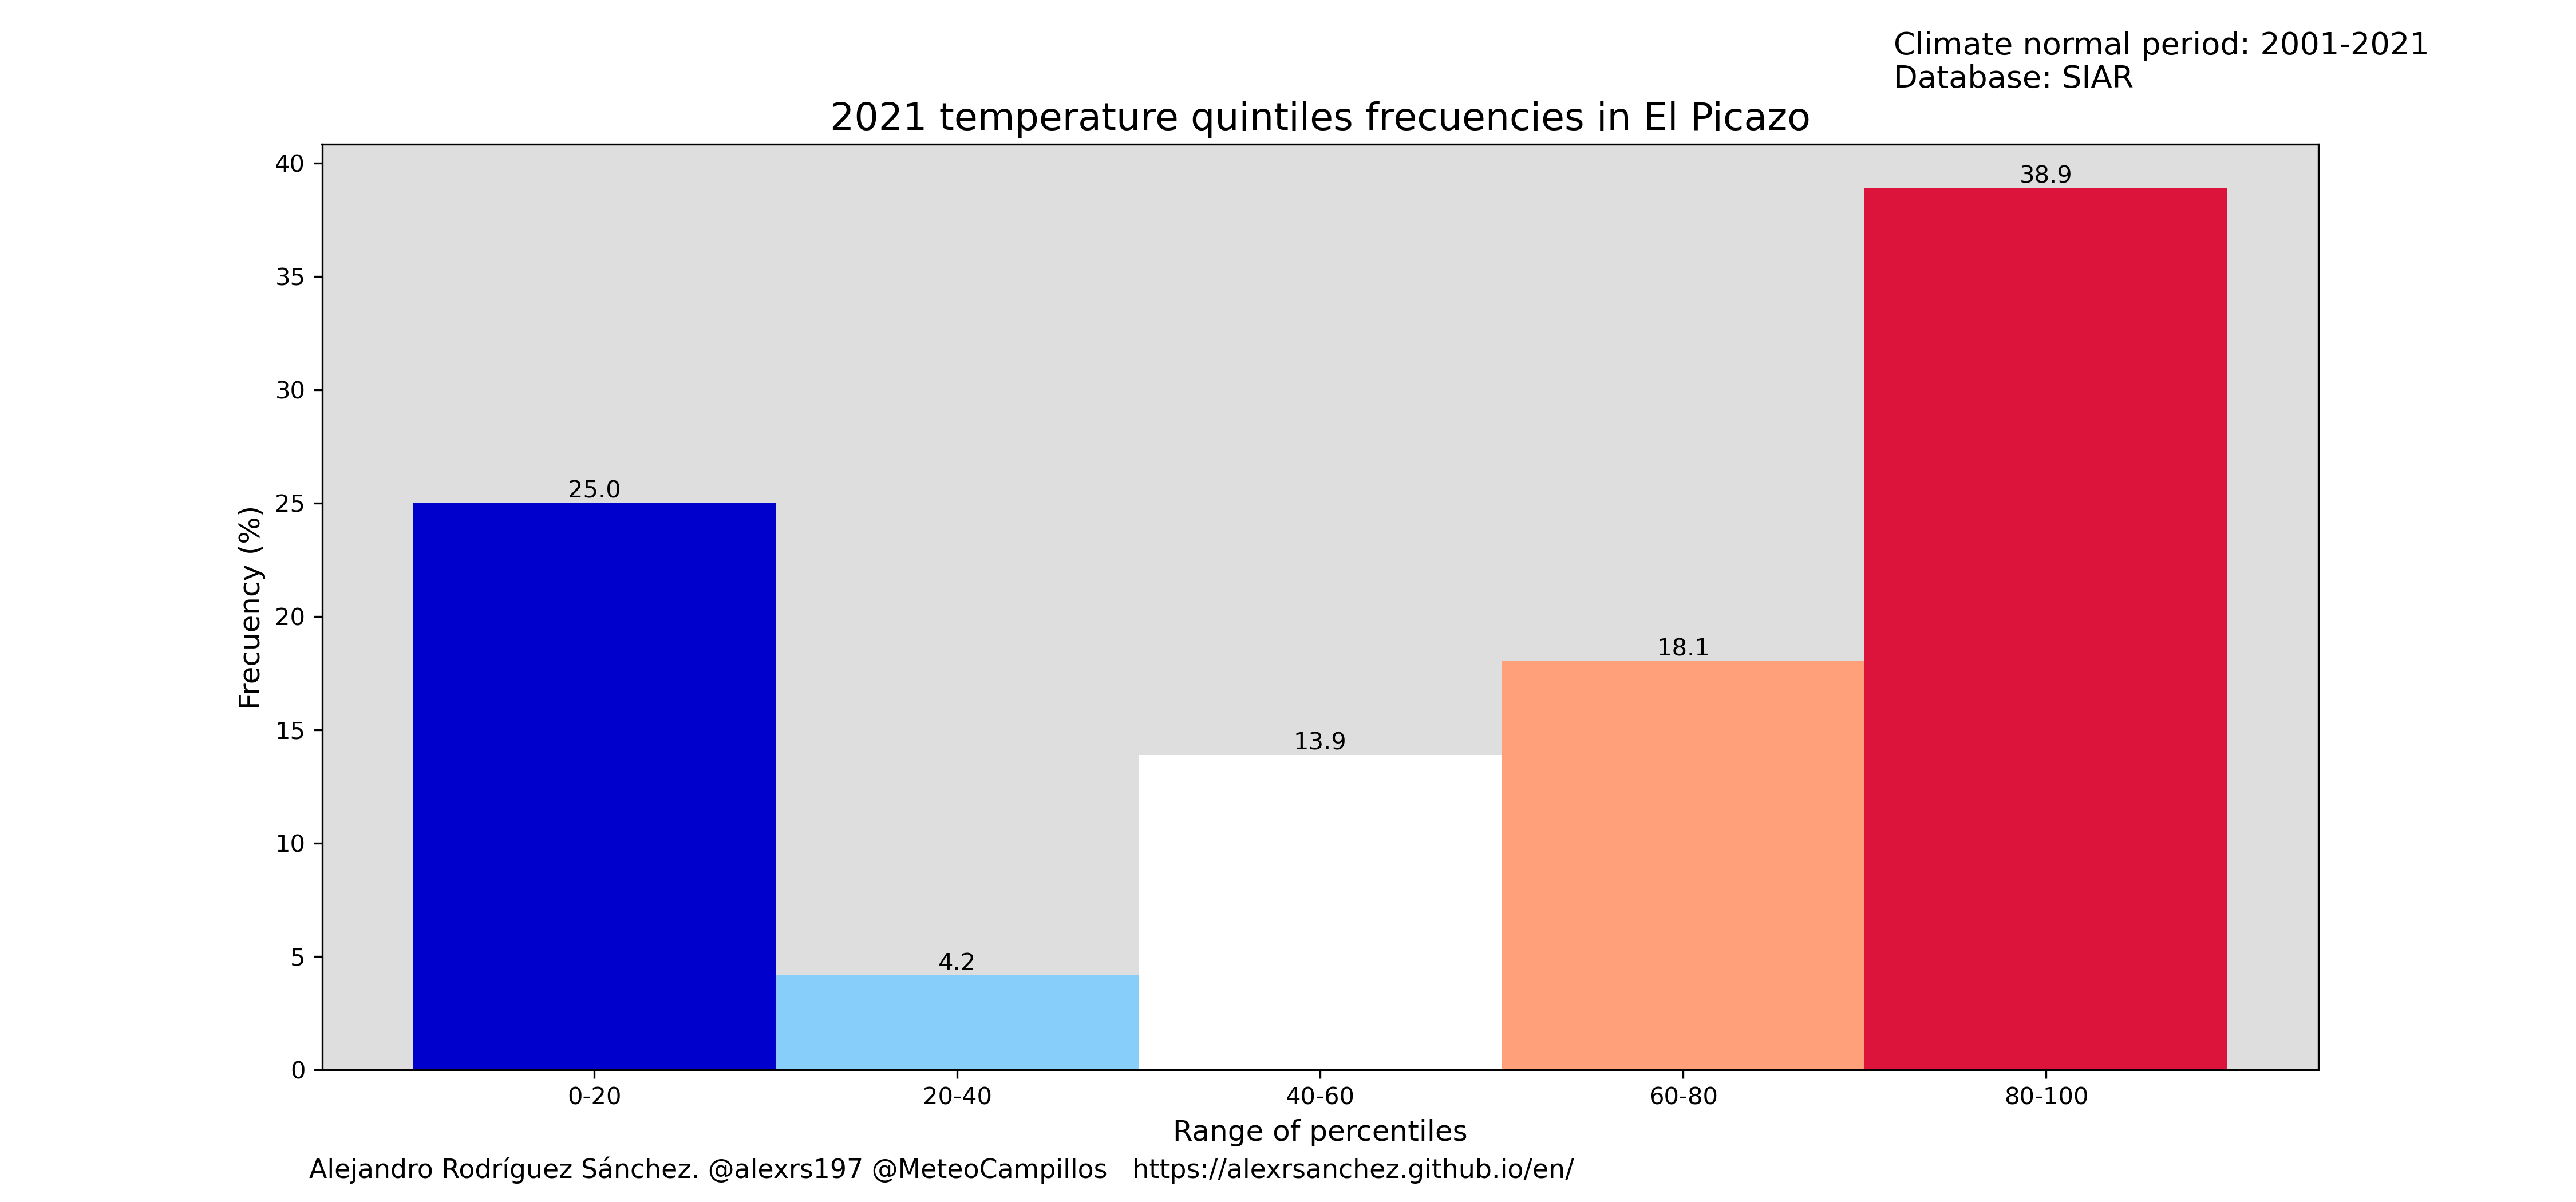 Climate normal period: 2001-2021
Database: SIAR
2021 temperature quintiles frecuencies in El Picazo
Frecuency (%)
40
35
30
25
20
15
10
5
0
38.9
25.0
18.1
13.9
4.2
0-20 20-40 40-60 60-80 80-100
Range of percentiles
Alejandro Rodríguez Sánchez. @alexrs197 @MeteoCampillos https://alexrsanchez.github.io/en/